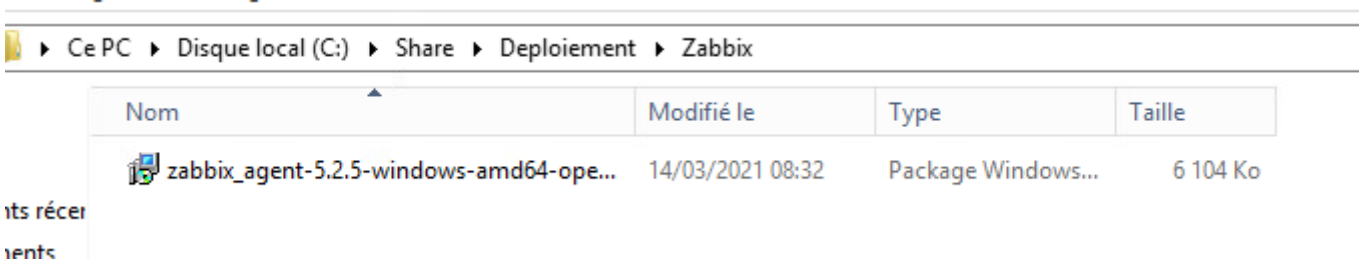 Ce PC Disque local (C:) Share Deploiement Zabbix
Nom Modifié le Type Taille
zabbix_agent-5.2.5-windows-amd64-ope... 14/03/2021 08:32 Package Windows... 6 104 Ko
nts récer